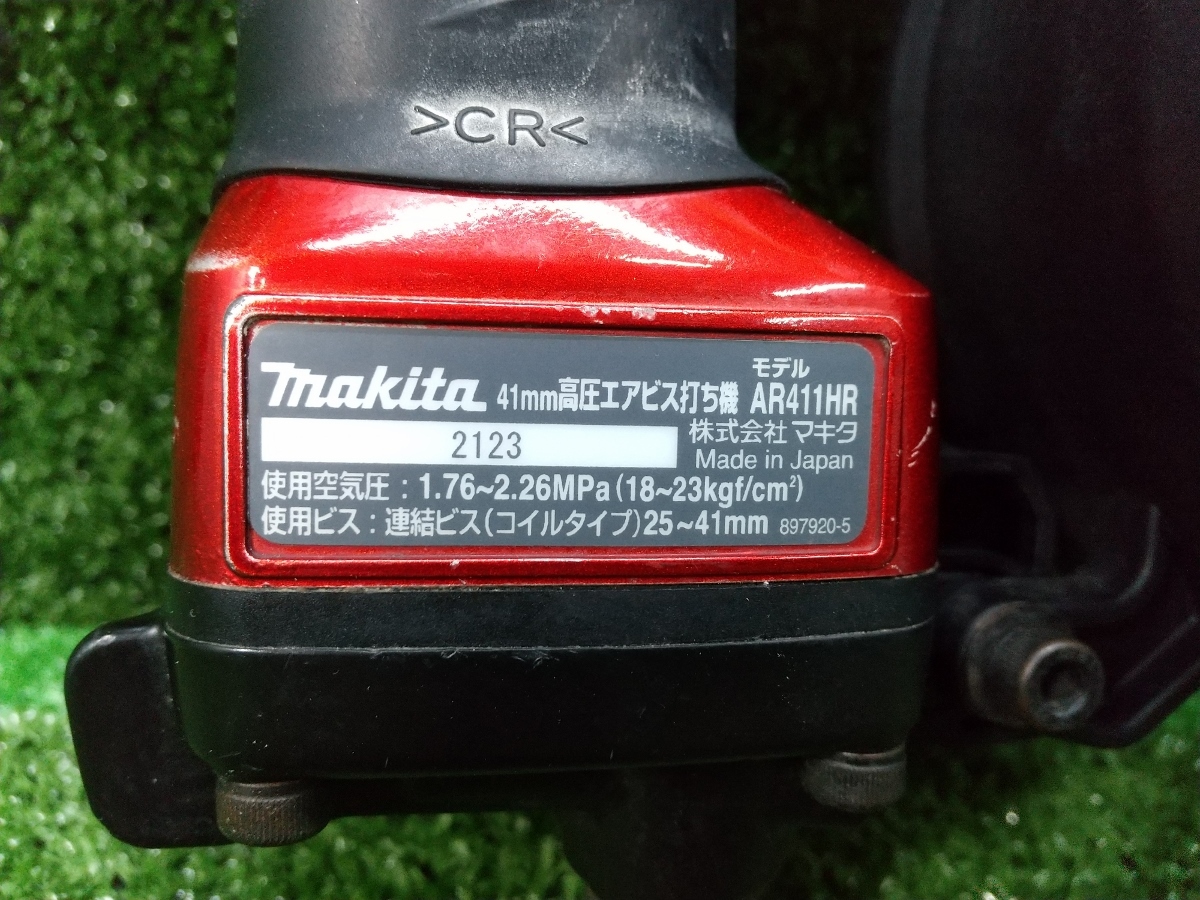 >CR<
makita 41mm高圧エアビス打ち機 モデル AR411HR
2123 株式会社マキタ
Made in Japan
使用空気圧：1.76~2.26MPa(18~23kgf/cm²)
使用ビス：連結ビス(コイルタイプ)25~41mm 897920-5